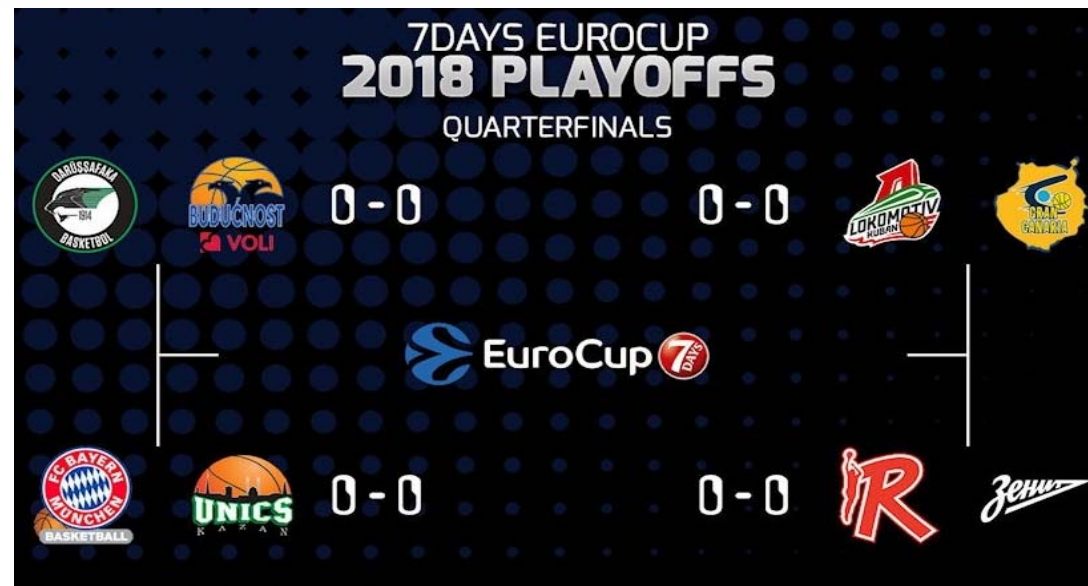 7DAYS EUROCUP
2018 PLAYOFFS
QUARTERFINALS
DARÜŞŞAFAKA
1914
BASKETBOL
BUDUĆNOST
VOLI
0-0
0-0
LOKOMOTIV
KUBAN
GRAN
CANARIA
EuroCup 7
DAYS
FC BAYERN
MÜNCHEN
BASKETBALL
UNICS
KAZAN
0-0
0-0
R
Зенит